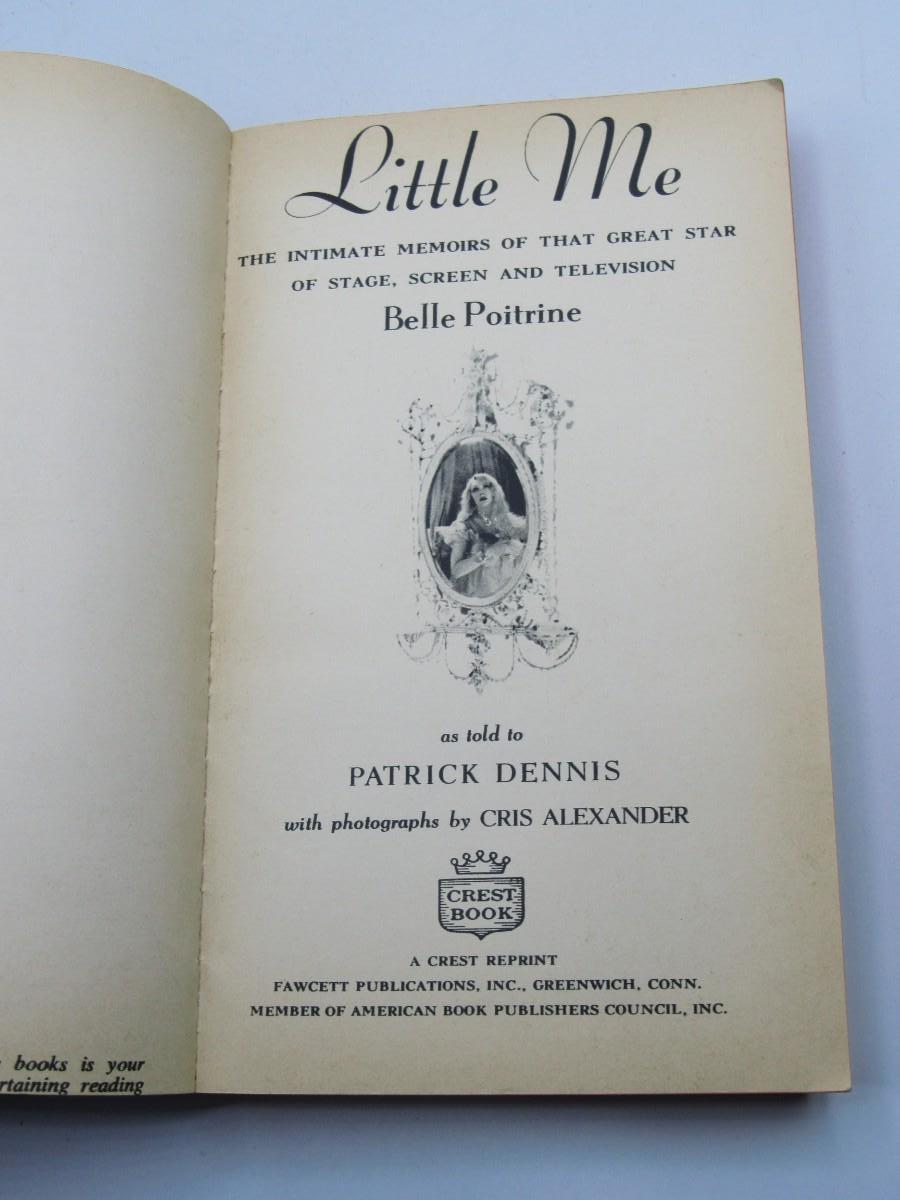 Little Me
THE INTIMATE MEMOIRS OF THAT GREAT STAR
OF STAGE, SCREEN AND TELEVISION
Belle Poitrine
as told to
PATRICK DENNIS
with photographs by CRIS ALEXANDER
CREST
BOOK
A CREST REPRINT
FAWCETT PUBLICATIONS, INC., GREENWICH, CONN.
MEMBER OF AMERICAN BOOK PUBLISHERS COUNCIL, INC.
books is your
reading